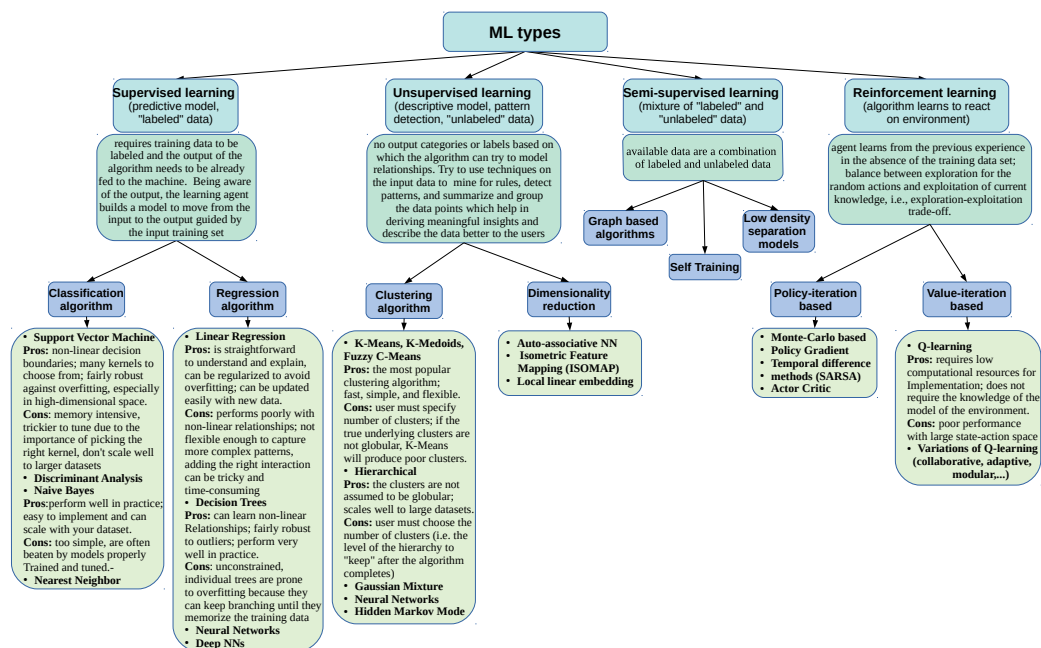 ML types
Supervised learning
(predictive model,
"labeled" data)
requires training data to be
labeled and the output of the
algorithm needs to be already
fed to the machine.  Being aware
of the output, the learning agent
builds a model to move from the
input to the output guided by
the input training set
Classification
algorithm
• Support Vector Machine
Pros: non-linear decision
boundaries; many kernels to
choose from; fairly robust
against overfitting, especially
in high-dimensional space.
Cons: memory intensive,
trickier to tune due to the
importance of picking the
right kernel, don't scale well
to larger datasets
• Discriminant Analysis
• Naive Bayes
Pros:perform well in practice;
easy to implement and can
scale with your dataset.
Cons: too simple, are often
beaten by models properly
Trained and tuned.-
• Nearest Neighbor
Regression
algorithm
• Linear Regression
Pros: is straightforward
to understand and explain,
can be regularized to avoid
overfitting; can be updated
easily with new data.
Cons: performs poorly with
non-linear relationships; not
flexible enough to capture
more complex patterns,
adding the right interaction
can be tricky and
time-consuming
• Decision Trees
Pros: can learn non-linear
Relationships; fairly robust
to outliers; perform very
well in practice.
Cons: unconstrained,
individual trees are prone
to overfitting because they
can keep branching until they
memorize the training data
• Neural Networks
• Deep NNs
Unsupervised learning
(descriptive model, pattern
detection, "unlabeled" data)
no output categories or labels based on
which the algorithm can try to model
relationships. Try to use techniques on
the input data to  mine for rules, detect
patterns, and summarize and group
the data points which help in
deriving meaningful insights and
describe the data better to the users
Clustering
algorithm
• K-Means, K-Medoids,
Fuzzy C-Means
Pros: the most popular
clustering algorithm;
fast, simple, and flexible.
Cons: user must specify
number of clusters; if the
true underlying clusters are
not globular, K-Means
will produce poor clusters.
• Hierarchical
Pros: the clusters are not
assumed to be globular;
scales well to large datasets.
Cons: user must choose the
number of clusters (i.e. the
level of the hierarchy to
"keep" after the algorithm
completes)
• Gaussian Mixture
• Neural Networks
• Hidden Markov Mode
Dimensionality
reduction
• Auto-associative NN
• Isometric Feature
Mapping (ISOMAP)
• Local linear embedding
Semi-supervised learning
(mixture of "labeled" and
"unlabeled" data)
available data are a combination
of labeled and unlabeled data
Graph based
algorithms
Self Training
Low density
separation
models
Reinforcement learning
(algorithm learns to react
on environment)
agent learns from the previous experience
in the absence of the training data set;
balance between exploration for the
random actions and exploitation of current
knowledge, i.e., exploration-exploitation
trade-off.
Policy-iteration
based
• Monte-Carlo based
• Policy Gradient
• Temporal difference
• methods (SARSA)
• Actor Critic
Value-iteration
based
• Q-learning
Pros: requires low
computational resources for
Implementation; does not
require the knowledge of the
model of the environment.
Cons: poor performance
with large state-action space
• Variations of Q-learning
(collaborative, adaptive,
modular,...)